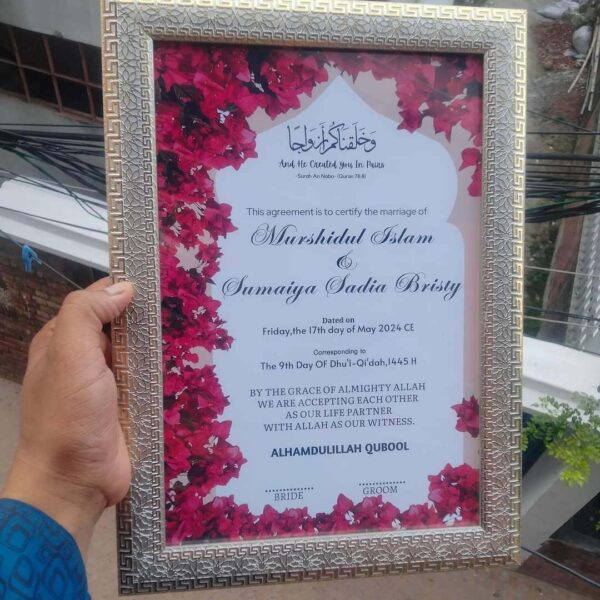 وَخَلَقْنَاكُمْ أَزْوَاجًا
And He Created You In Pairs
-Surah An Naba- (Quran 78:8)
This agreement is to certify the marriage of
Murshidul Islam
&
Sumaiya Sadia Bristy
Dated on
Friday,the 17th day of May 2024 CE
Corresponding to
The 9th Day OF Dhu'l-Qi'dah,1445 H
BY THE GRACE OF ALMIGHTY ALLAH
WE ARE ACCEPTING EACH OTHER
AS OUR LIFE PARTNER
WITH ALLAH AS OUR WITNESS.
ALHAMDULILLAH QUBOOL
BRIDE GROOM